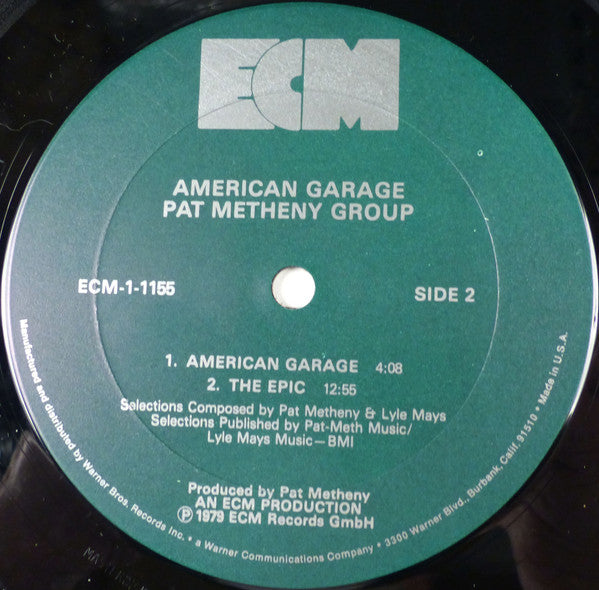 ECM
AMERICAN GARAGE
PAT METHENY GROUP
ECM-1-1155
SIDE 2
1. AMERICAN GARAGE 4:08
2. THE EPIC 12:55
Selections Composed by Pat Metheny & Lyle Mays
Selections Published by Pat-Meth Music/
Lyle Mays Music—BMI
Produced by Pat Metheny
AN ECM PRODUCTION
Ⓟ 1979 ECM Records GmbH
Manufactured and distributed by Warner Bros. Records Inc. • a Warner Communications Company • 3300 Warner Blvd., Burbank, Calif. 91510 • Made in U.S.A.